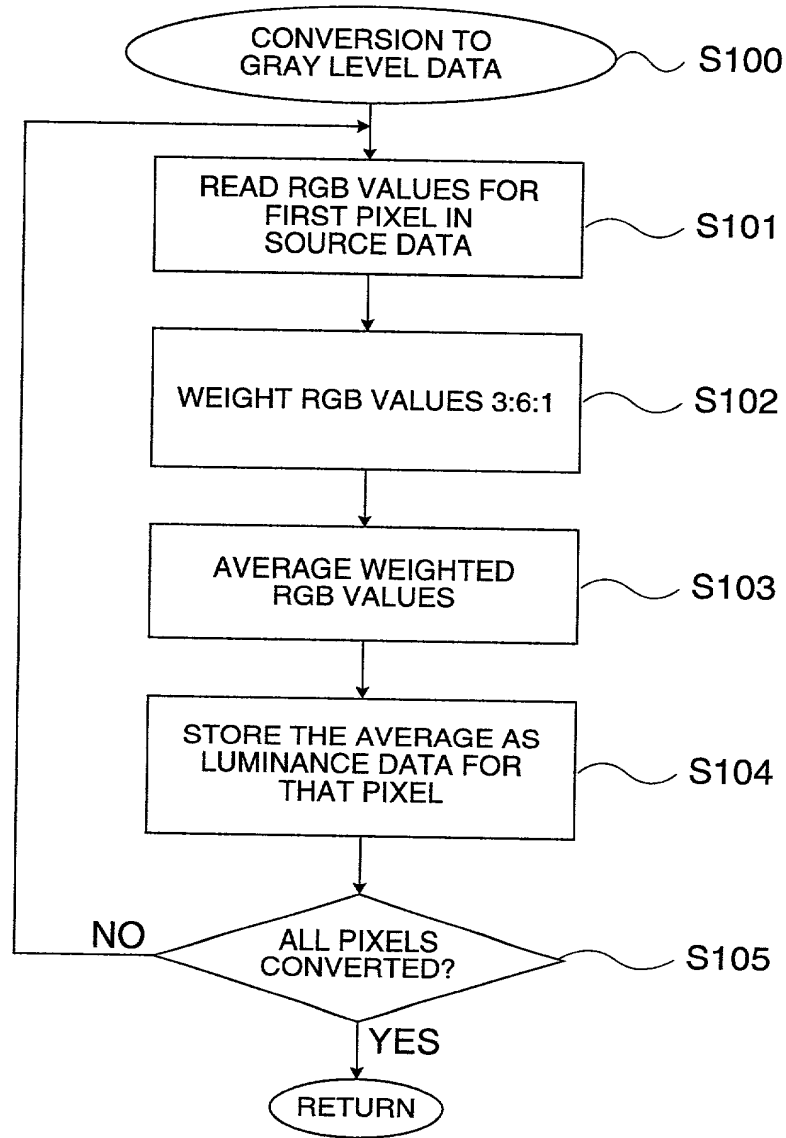 CONVERSION TO
GRAY LEVEL DATA
S100
READ RGB VALUES FOR
FIRST PIXEL IN
SOURCE DATA
S101
WEIGHT RGB VALUES 3:6:1
S102
AVERAGE WEIGHTED
RGB VALUES
S103
STORE THE AVERAGE AS
LUMINANCE DATA FOR
THAT PIXEL
S104
NO
ALL PIXELS
CONVERTED?
S105
YES
RETURN